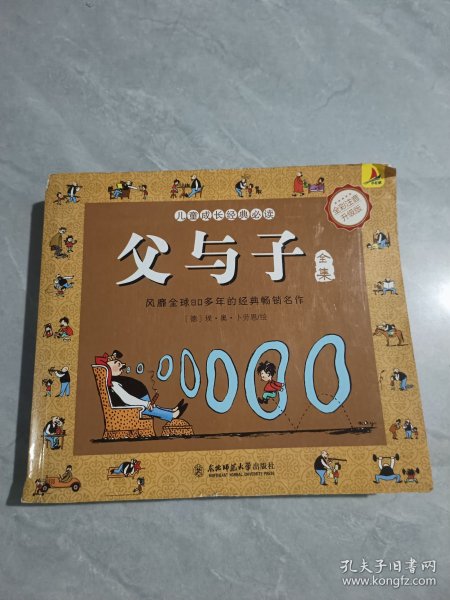 儿童成长经典必读
全彩注音
升级版
父与子
全集
风靡全球80多年的经典畅销名作
[德]埃·奥·卜劳恩/绘
东北师范大学出版社
NORTHEAST NORMAL UNIVERSITY PRESS
孔夫子旧书网
www.kongfz.com